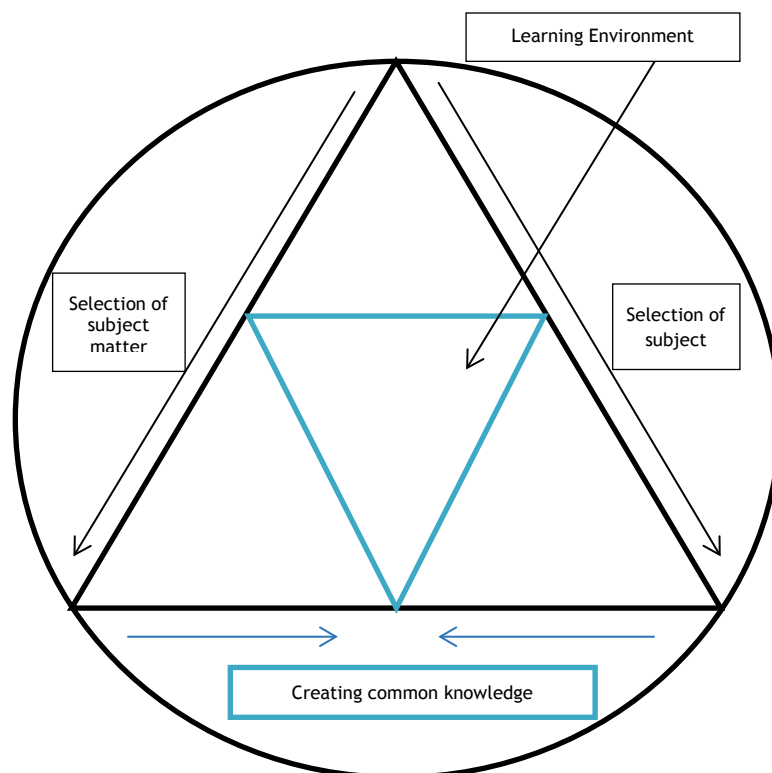 Learning Environment
Selection of
subject
matter
Selection of
subject
Creating common knowledge